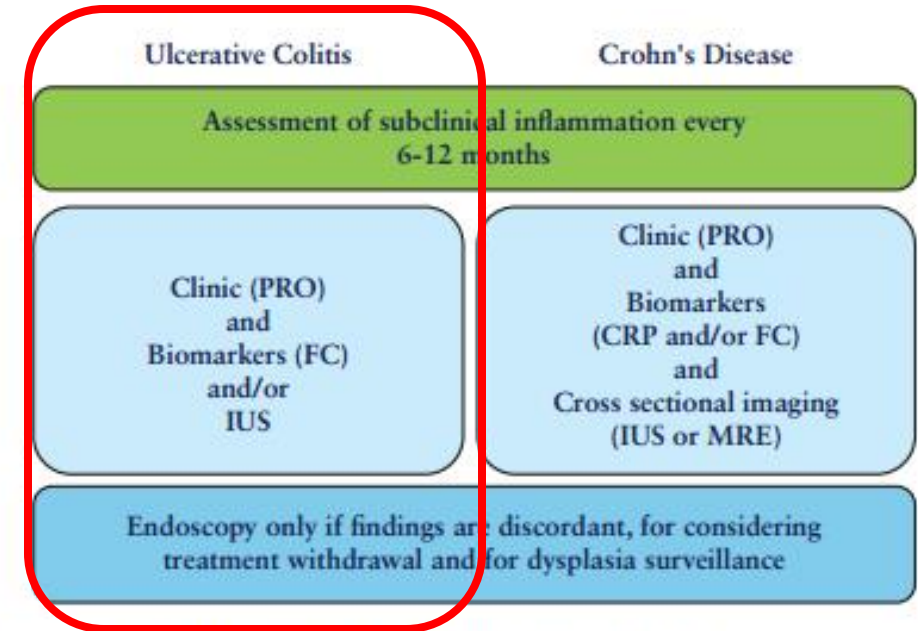 Ulcerative Colitis
Crohn's Disease
Assessment of subclinical inflammation every
6-12 months
Clinic (PRO)
and
Biomarkers (FC)
and/or
IUS
Clinic (PRO)
and
Biomarkers
(CRP and/or FC)
and
Cross sectional imaging
(IUS or MRE)
Endoscopy only if findings are discordant, for considering
treatment withdrawal and for dysplasia surveillance